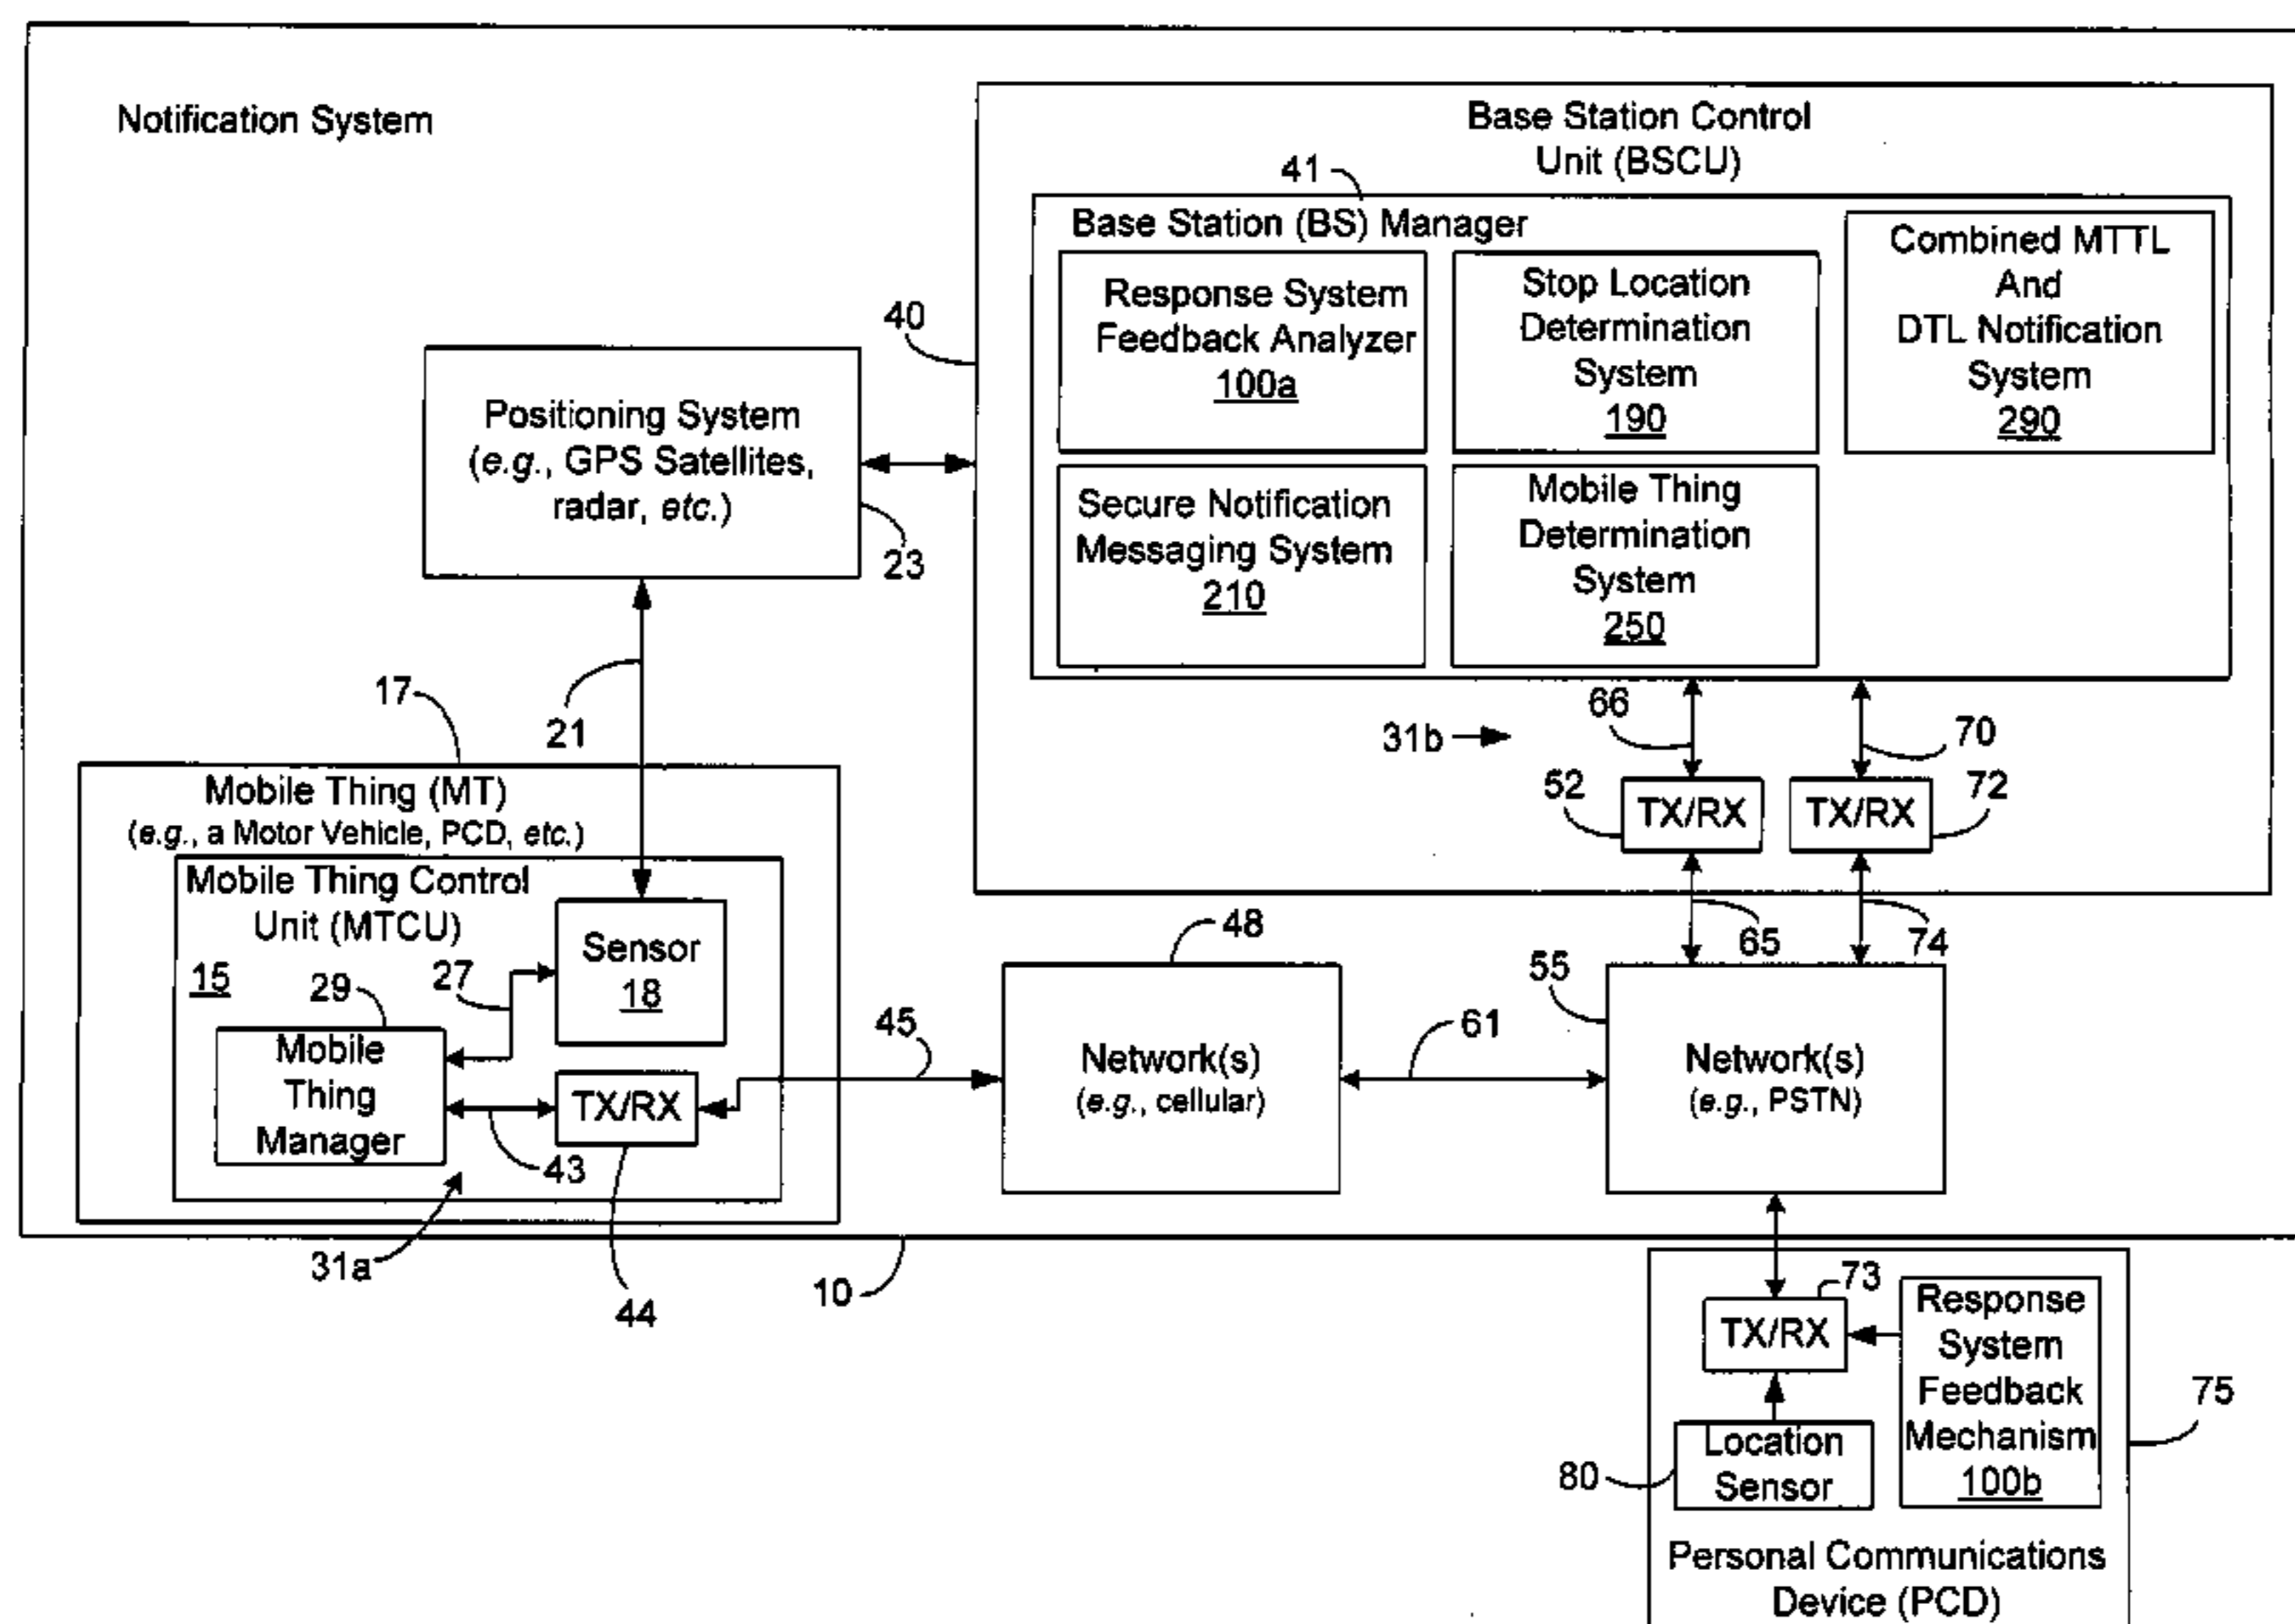 Notification System
Base Station Control
Unit (BSCU)
41
Base Station (BS) Manager
Response System
Feedback Analyzer
100a
Stop Location
Determination
System
190
Combined MTTL
And
DTL Notification
System
290
Secure Notification
Messaging System
210
Mobile Thing
Determination
System
250
40
Positioning System
(e.g., GPS Satellites,
radar, etc.)
23
21
17
66
31b
70
52
TX/RX
TX/RX
72
65
74
Mobile Thing (MT)
(e.g., a Motor Vehicle, PCD, etc.)
Mobile Thing Control
Unit (MTCU)
15
27
Sensor
18
29
Mobile
Thing
Manager
43
TX/RX
31a
44
45
48
Network(s)
(e.g., cellular)
61
55
Network(s)
(e.g., PSTN)
10
73
TX/RX
Response
System
Feedback
Mechanism
100b
75
80
Location
Sensor
Personal Communications
Device (PCD)